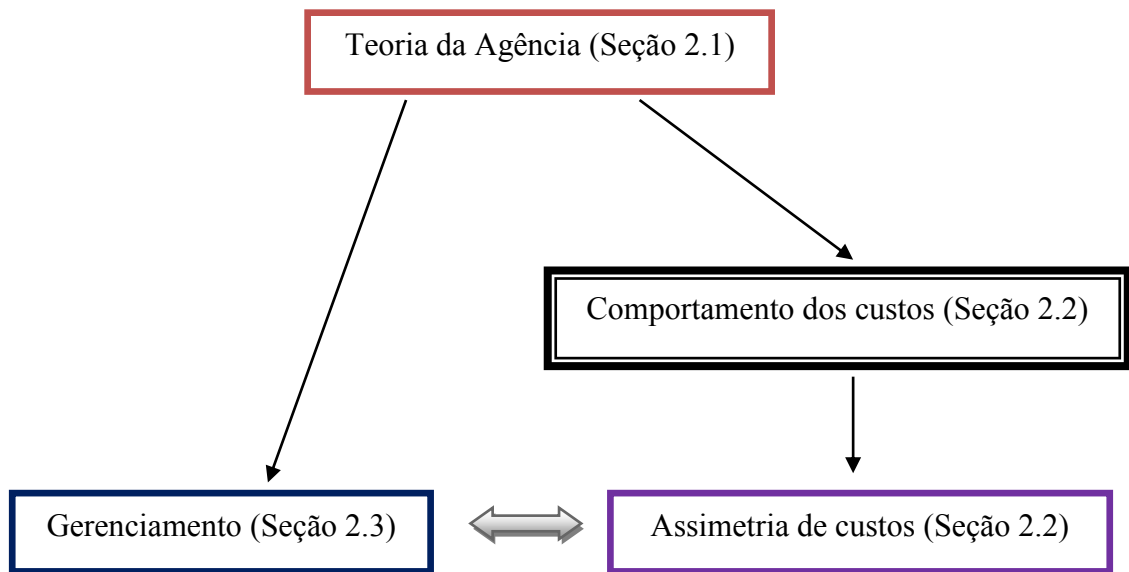 Teoria da Agência (Seção 2.1)
Comportamento dos custos (Seção 2.2)
Gerenciamento (Seção 2.3)
Assimetria de custos (Seção 2.2)